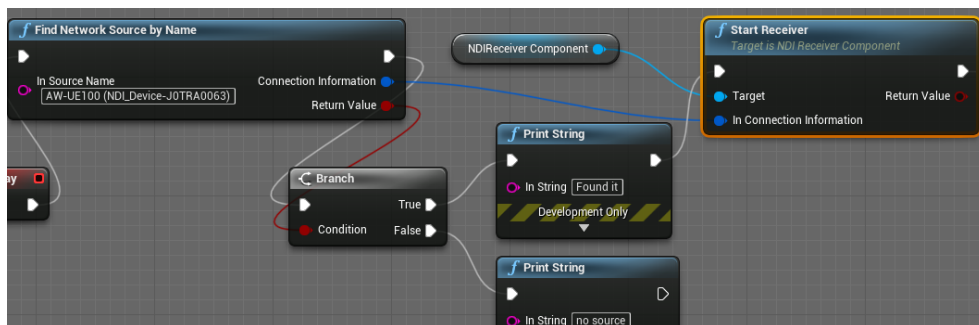 Find Network Source by Name
In Source Name
AW-UE100 (NDI_Device-J0TRA0063)
Connection Information
Return Value
NDIReceiver Component
Start Receiver
Target is NDI Receiver Component
Target
Return Value
In Connection Information
ay
Branch
True
Condition
False
Print String
In String Found it
Development Only
Print String
In String no source